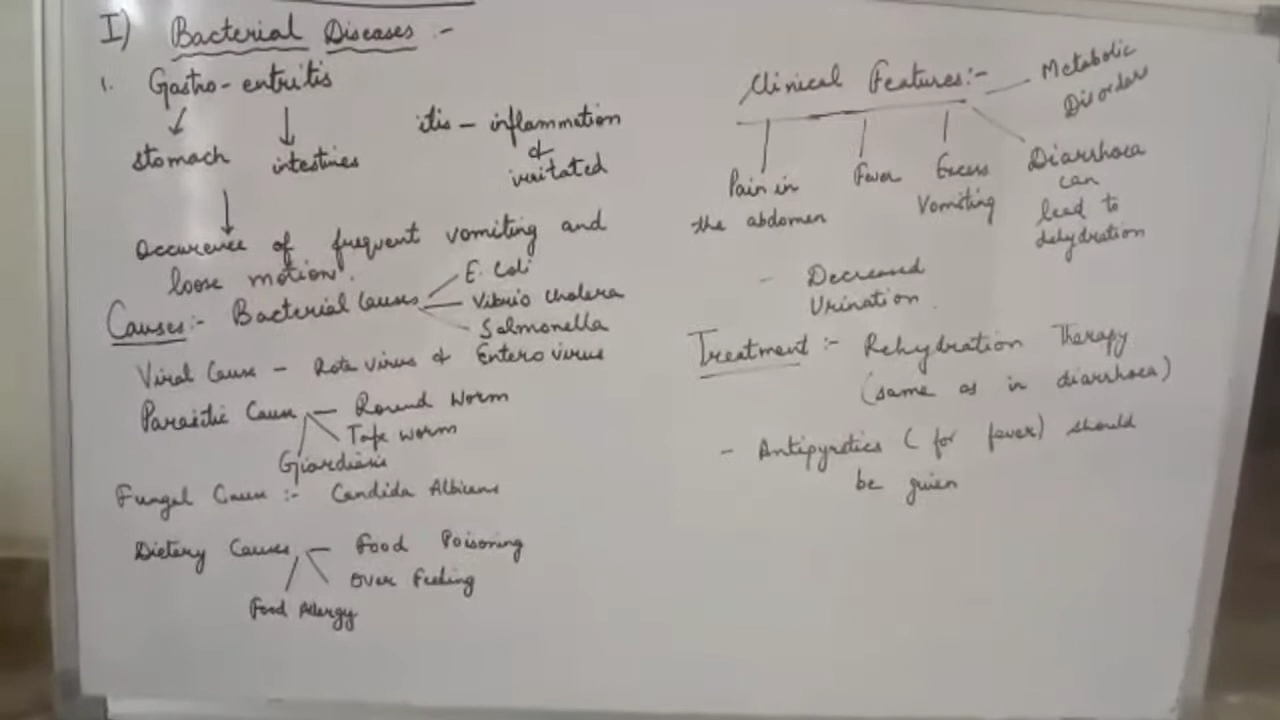 I) Bacterial Diseases :-
1. Gastro-entritis
stomach intestines
itis - inflammetion
&
irritated
Occurence of frequent vomiting and
loose motion.
Causes:- Bacterial Causes
E. Coli
Vibrio Cholera
Salmonella
Viral Cause - Rota virus & Entero virus
Parasitic Cause - Round Worm
Tape worm
Giardiasis
Fungal Cause :- Candida Albicans
Dietary Causes - Food Poisoning
Over Feeding
Food Allergy
Clinical Features:-
Metabolic
Disorders
Pain in
the abdomen
Fever
Excess
Vomiting
Diarrhoea
can
lead to
dehydration
- Decreased
Urination.
Treatment :- Rehydration Therapy
(same as in diarrhoea)
- Antipyretics (for fever) should
be given